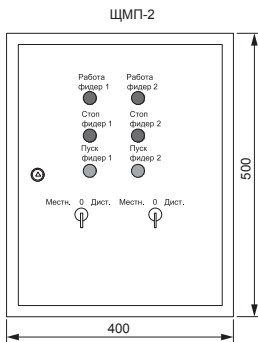 ЩМП-2
Работа фидер 1
Работа фидер 2
Стоп фидер 1
Стоп фидер 2
Пуск фидер 1
Пуск фидер 2
Местн. 0 Дист.
Местн. 0 Дист.
500
400